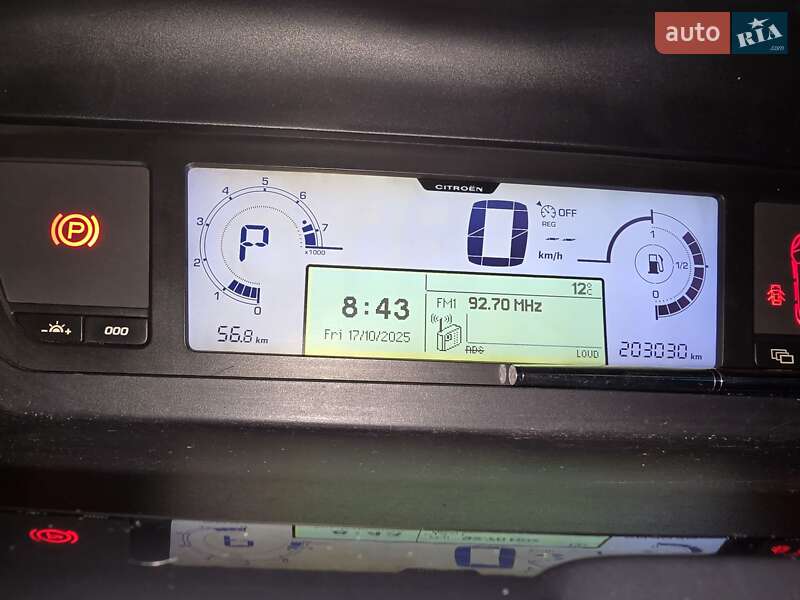 auto RIA.com
CITROËN
4 5 6
3 7
2 x1000
1 0
P
0
km/h
OFF
REG
--
1
1/2
0
12°C
FM1 92.70 MHz
8:43
Fri 17/10/2025
RDS
LOUD
56.8 km
203030 km
(P)
- +
000